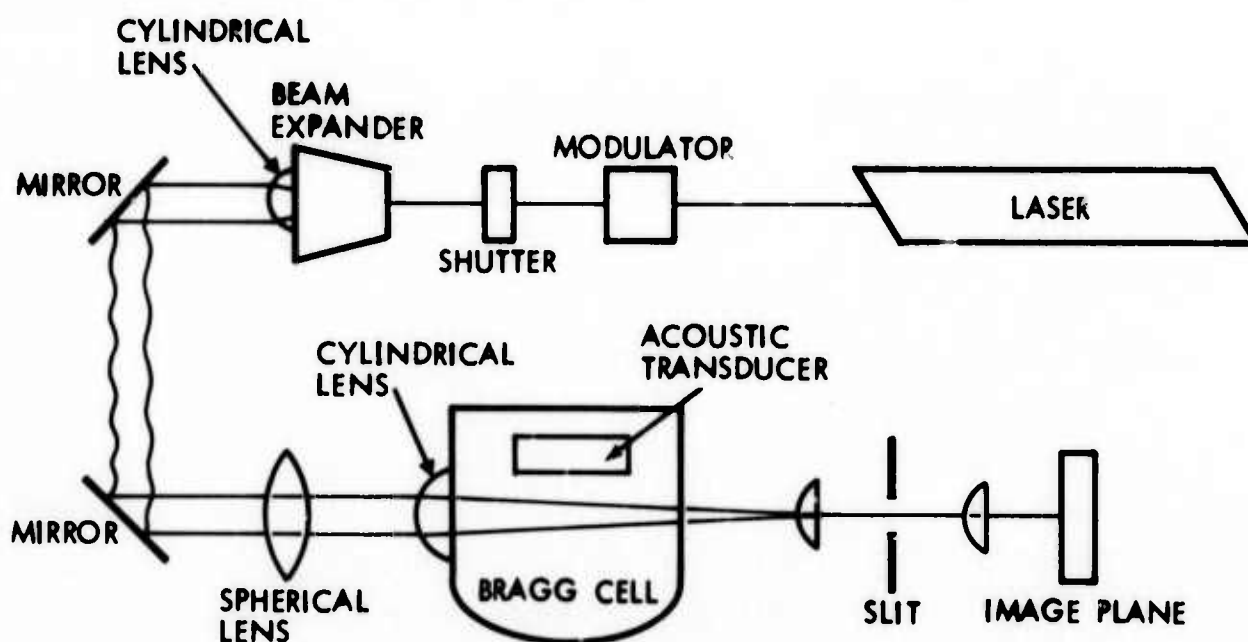 CYLINDRICAL
LENS
BEAM
EXPANDER
MODULATOR
MIRROR
LASER
SHUTTER
CYLINDRICAL
LENS
ACOUSTIC
TRANSDUCER
MIRROR
SPHERICAL
LENS
BRAGG CELL
SLIT
IMAGE PLANE